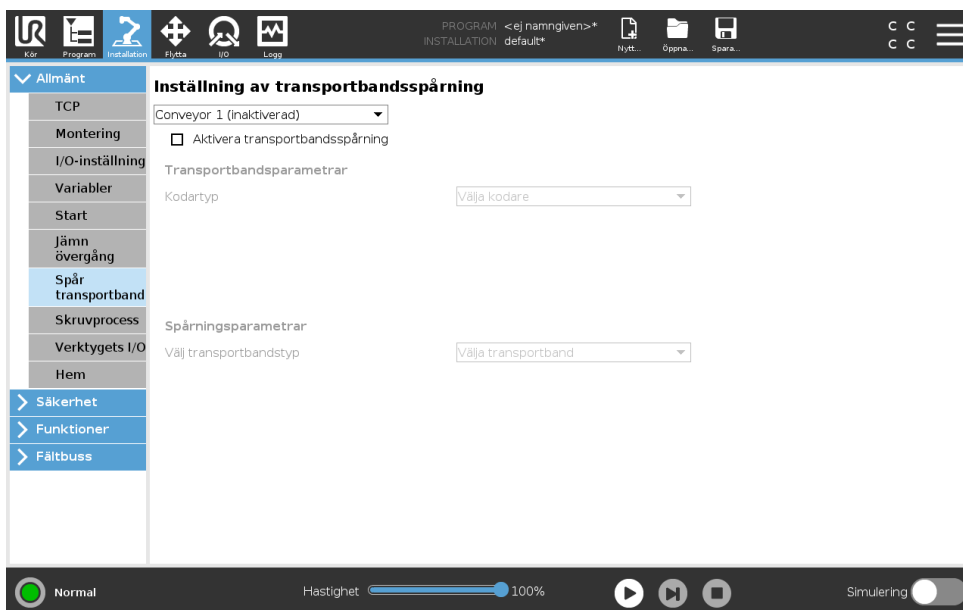 UR
PROGRAM <ej namngiven>*
INSTALLATION default*
Kör Program Installation Flytta I/O Logg Nytt... Öppna... Spara...
C C
C C
Allmänt
TCP
Montering
I/O-inställning
Variabler
Start
Jämn
övergång
Spår
transportband
Skruvprocess
Verktygets I/O
Hem
Säkerhet
Funktioner
Fältbuss
Inställning av transportbandsspårning
Conveyor 1 (inaktiverad)
Aktivera transportbandsspårning
Transportbandsparametrar
Kodartyp Välja kodare
Spårningsparametrar
Välj transportbandstyp Välja transportband
Normal Hastighet 100% Simulering